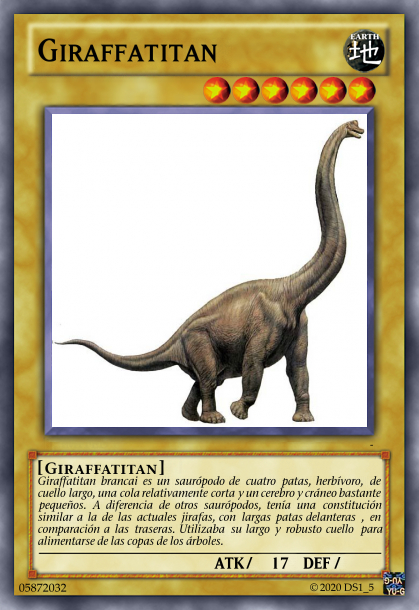 GIRAFFATITAN
EARTH
地
[GIRAFFATITAN]
Giraffatitan brancai es un saurópodo de cuatro patas, herbívoro, de
cuello largo, una cola relativamente corta y un cerebro y cráneo bastante
pequeños. A diferencia de otros saurópodos, tenía una constitución
similar a la de las actuales jirafas, con largas patas delanteras , en
comparación a las traseras. Utilizaba su largo y robusto cuello para
alimentarse de las copas de los árboles.
ATK/ 17 DEF /
05872032
© 2020 DS1_5
YU-G